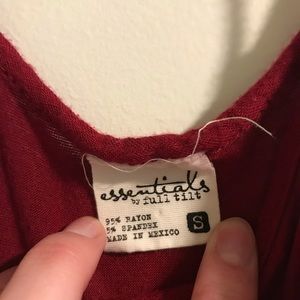 essentials
by full tilt
95% RAYON
5% SPANDEX
MADE IN MEXICO
S